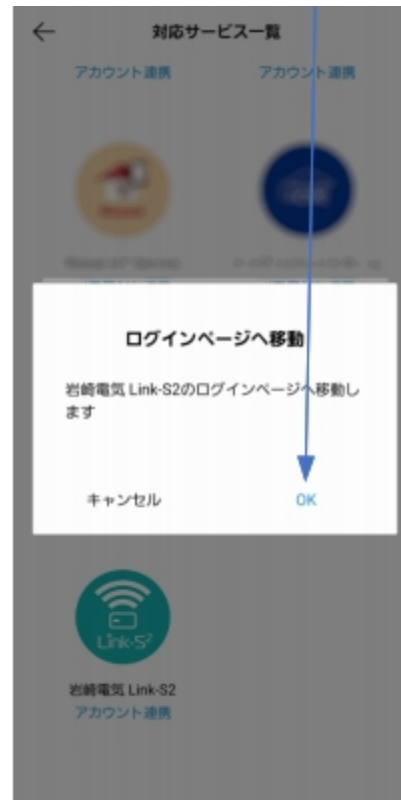 対応サービス一覧
アカウント連携 アカウント連携
ログインページへ移動
岩崎電気 Link-S2のログインページへ移動し
ます
キャンセル OK
Link-S²
岩崎電気 Link-S2
アカウント連携